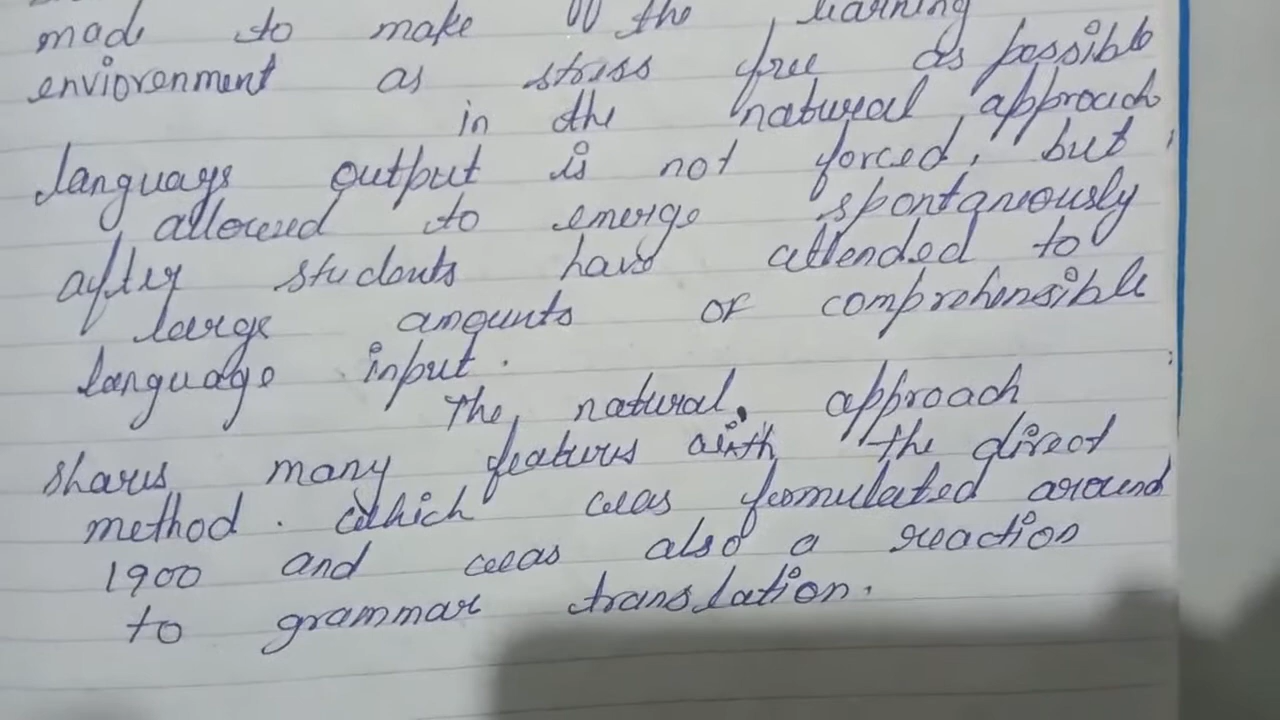 made to make the learning
enviorenment as stress free as possible
in the natural approach
language output is not forced, but
allowed to emerge spontaneously
after students have attended to
large amounts of comprehensible
language input.
The natural approach
shares many features with the direct
method. Which was formulated around
1900 and was also a reaction
to grammar translation.